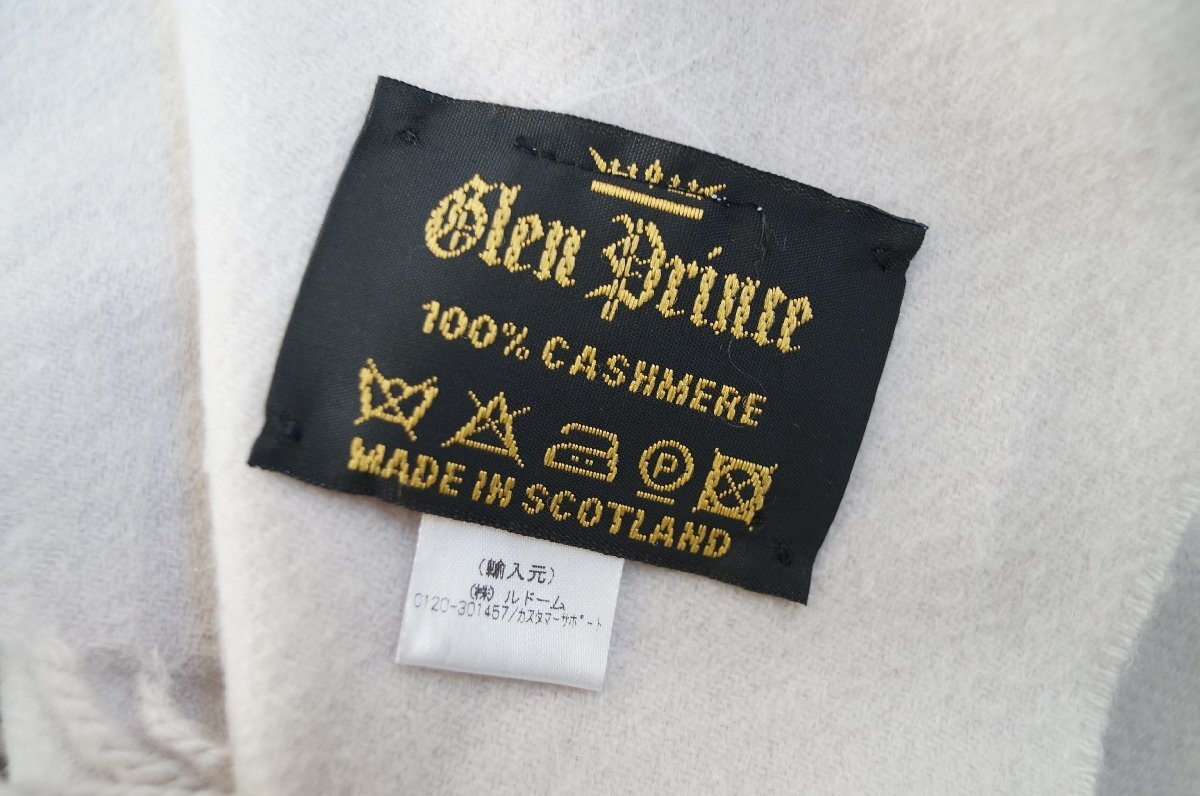 Glen Prince
100% CASHMERE
P
MADE IN SCOTLAND
(輸入元)
(株)ルドーム
0120-301457/カスタマーサポート